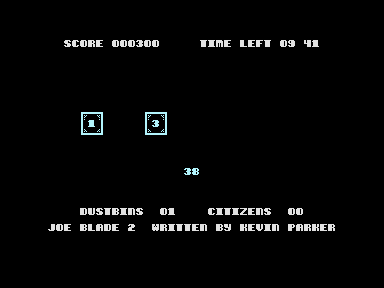 SCORE 000300 TIME LEFT 09 41
1 3
38
DUSTBINS 01 CITIZENS 00
JOE BLADE 2 WRITTEN BY KEVIN PARKER